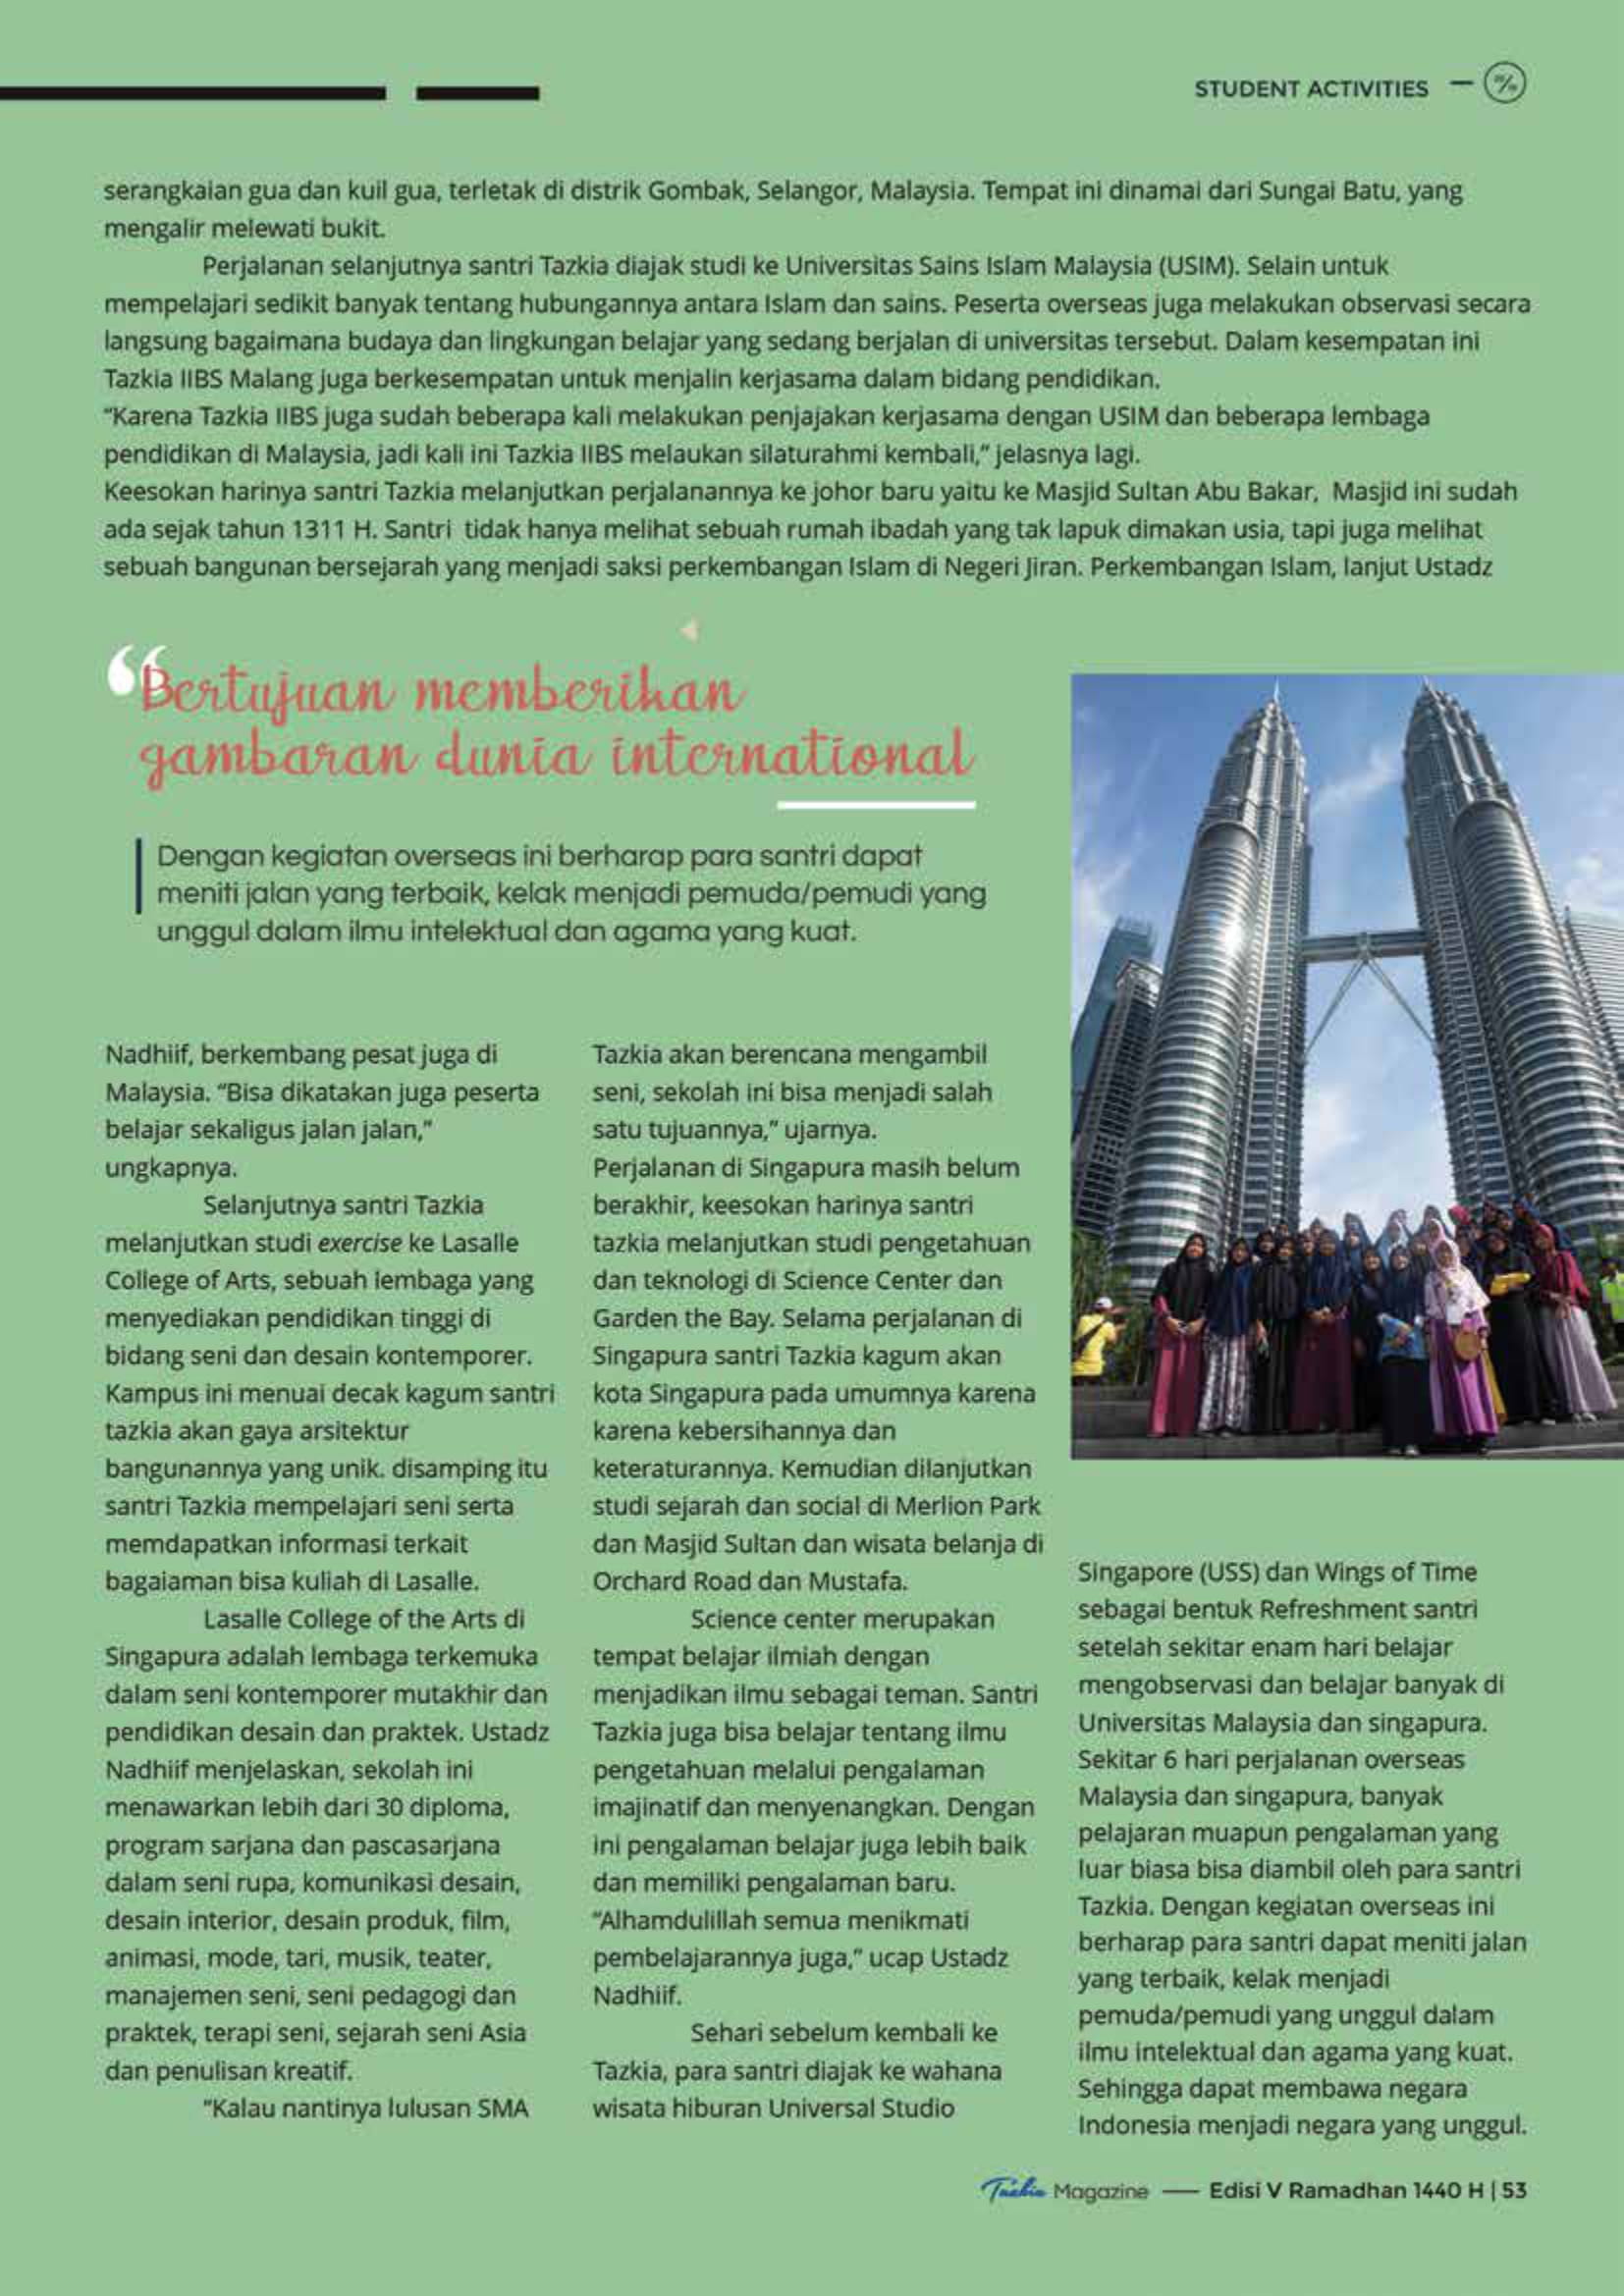 STUDENT ACTIVITIES
serangkaian gua dan kuil gua, terletak di distrik Gombak, Selangor, Malaysia. Tempat ini dinamai dari Sungai Batu, yang
mengalir melewati bukit.
Perjalanan selanjutnya santri Tazkia diajak studi ke Universitas Sains Islam Malaysia (USIM). Selain untuk
mempelajari sedikit banyak tentang hubungannya antara Islam dan sains. Peserta overseas juga melakukan observasi secara
langsung bagaimana budaya dan lingkungan belajar yang sedang berjalan di universitas tersebut. Dalam kesempatan ini
Tazkia IIBS Malang juga berkesempatan untuk menjalin kerjasama dalam bidang pendidikan.
“Karena Tazkia IIBS juga sudah beberapa kali melakukan penjajakan kerjasama dengan USIM dan beberapa lembaga
pendidikan di Malaysia, jadi kali ini Tazkia IIBS melaukan silaturahmi kembali,” jelasnya lagi.
Keesokan harinya santri Tazkia melanjutkan perjalanannya ke johor baru yaitu ke Masjid Sultan Abu Bakar, Masjid ini sudah
ada sejak tahun 1311 H. Santri tidak hanya melihat sebuah rumah ibadah yang tak lapuk dimakan usia, tapi juga melihat
sebuah bangunan bersejarah yang menjadi saksi perkembangan Islam di Negeri Jiran. Perkembangan Islam, lanjut Ustadz
“Bertujuan memberikan
gambaran dunia international
Dengan kegiatan overseas ini berharap para santri dapat
meniti jalan yang terbaik, kelak menjadi pemuda/pemudi yang
unggul dalam ilmu intelektual dan agama yang kuat.
Nadhiif, berkembang pesat juga di
Malaysia. “Bisa dikatakan juga peserta
belajar sekaligus jalan jalan,”
ungkapnya.
Selanjutnya santri Tazkia
melanjutkan studi exercise ke Lasalle
College of Arts, sebuah lembaga yang
menyediakan pendidikan tinggi di
bidang seni dan desain kontemporer.
Kampus ini menuai decak kagum santri
tazkia akan gaya arsitektur
bangunannya yang unik. disamping itu
santri Tazkia mempelajari seni serta
memdapatkan informasi terkait
bagaiaman bisa kuliah di Lasalle.
Lasalle College of the Arts di
Singapura adalah lembaga terkemuka
dalam seni kontemporer mutakhir dan
pendidikan desain dan praktek. Ustadz
Nadhiif menjelaskan, sekolah ini
menawarkan lebih dari 30 diploma,
program sarjana dan pascasarjana
dalam seni rupa, komunikasi desain,
desain interior, desain produk, film,
animasi, mode, tari, musik, teater,
manajemen seni, seni pedagogi dan
praktek, terapi seni, sejarah seni Asia
dan penulisan kreatif.
“Kalau nantinya lulusan SMA
Tazkia akan berencana mengambil
seni, sekolah ini bisa menjadi salah
satu tujuannya,” ujarnya.
Perjalanan di Singapura masih belum
berakhir, keesokan harinya santri
tazkia melanjutkan studi pengetahuan
dan teknologi di Science Center dan
Garden the Bay. Selama perjalanan di
Singapura santri Tazkia kagum akan
kota Singapura pada umumnya karena
karena kebersihannya dan
keteraturannya. Kemudian dilanjutkan
studi sejarah dan social di Merlion Park
dan Masjid Sultan dan wisata belanja di
Orchard Road dan Mustafa.
Science center merupakan
tempat belajar ilmiah dengan
menjadikan ilmu sebagai teman. Santri
Tazkia juga bisa belajar tentang ilmu
pengetahuan melalui pengalaman
imajinatif dan menyenangkan. Dengan
ini pengalaman belajar juga lebih baik
dan memiliki pengalaman baru.
“Alhamdulillah semua menikmati
pembelajarannya juga,” ucap Ustadz
Nadhiif.
Sehari sebelum kembali ke
Tazkia, para santri diajak ke wahana
wisata hiburan Universal Studio
Singapore (USS) dan Wings of Time
sebagai bentuk Refreshment santri
setelah sekitar enam hari belajar
mengobservasi dan belajar banyak di
Universitas Malaysia dan singapura.
Sekitar 6 hari perjalanan overseas
Malaysia dan singapura, banyak
pelajaran muapun pengalaman yang
luar biasa bisa diambil oleh para santri
Tazkia. Dengan kegiatan overseas ini
berharap para santri dapat meniti jalan
yang terbaik, kelak menjadi
pemuda/pemudi yang unggul dalam
ilmu intelektual dan agama yang kuat.
Sehingga dapat membawa negara
Indonesia menjadi negara yang unggul.
Tazkia Magazine — Edisi V Ramadhan 1440 H | 53